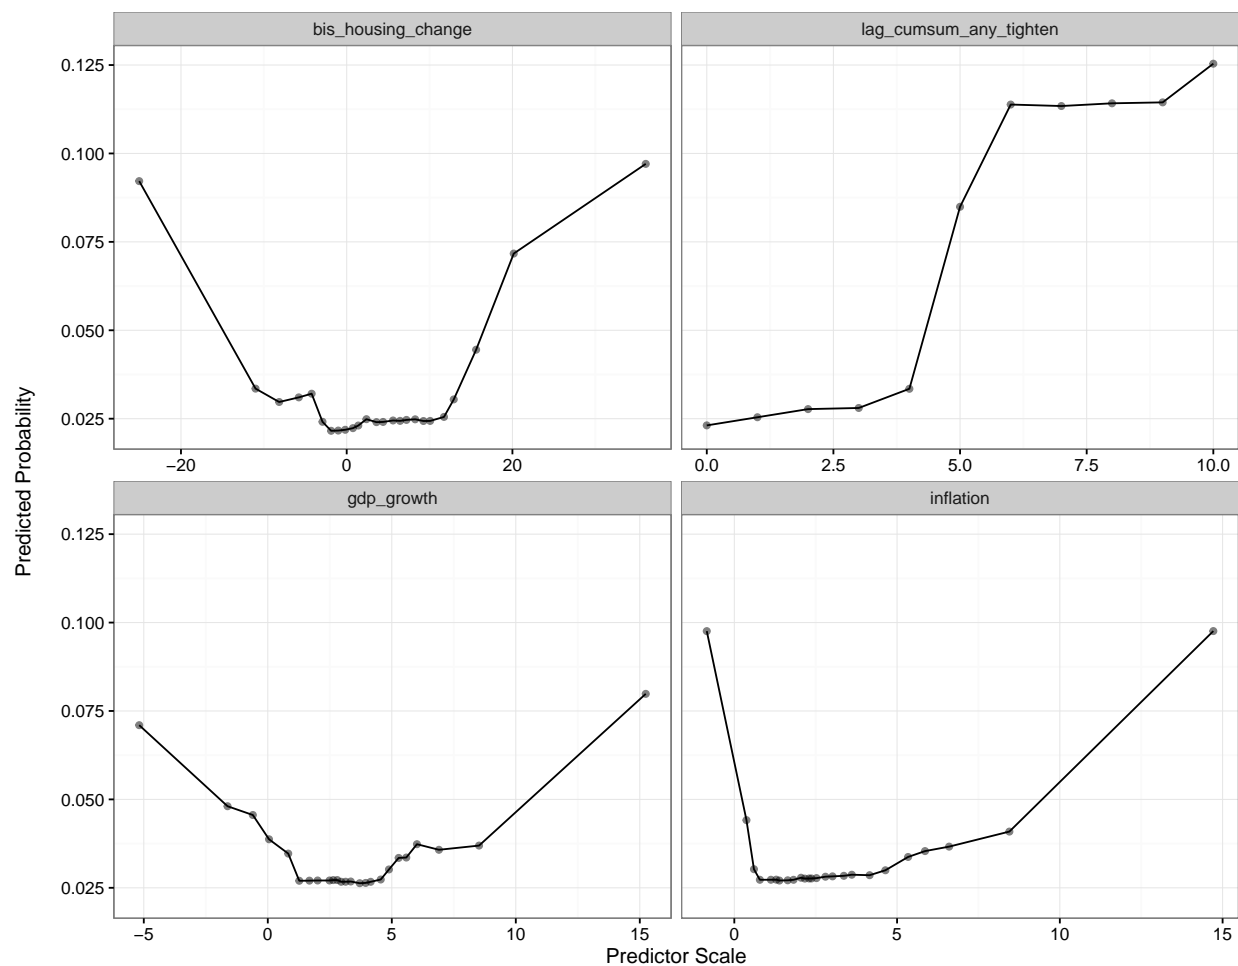 bis_housing_change
lag_cumsum_any_tighten
0.125
0.100
0.075
0.050
0.025
−20 0 20
0.0 2.5 5.0 7.5 10.0
gdp_growth
inflation
0.125
0.100
0.075
0.050
0.025
−5 0 5 10 15
0 5 10 15
Predicted Probability
Predictor Scale